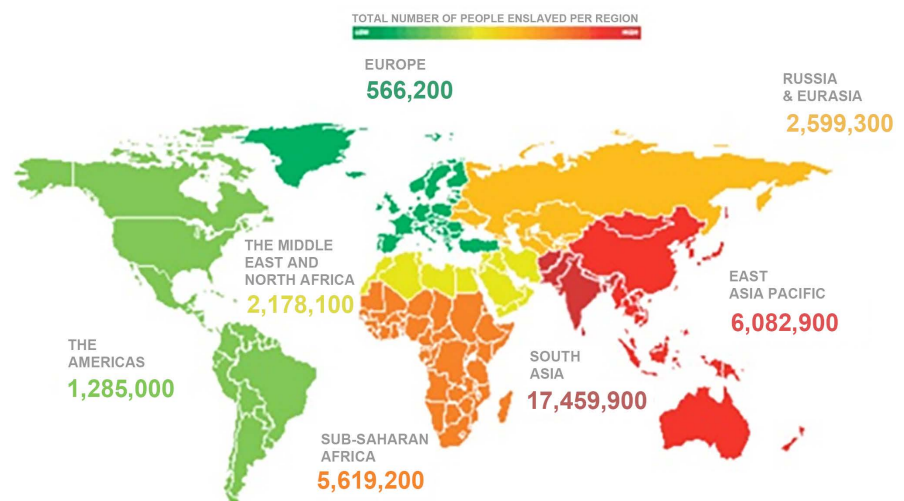 TOTAL NUMBER OF PEOPLE ENSLAVED PER REGION
LOW HIGH
EUROPE
566,200
RUSSIA
& EURASIA
2,599,300
THE MIDDLE
EAST AND
NORTH AFRICA
2,178,100
EAST
ASIA PACIFIC
6,082,900
THE
AMERICAS
1,285,000
SOUTH
ASIA
17,459,900
SUB-SAHARAN
AFRICA
5,619,200